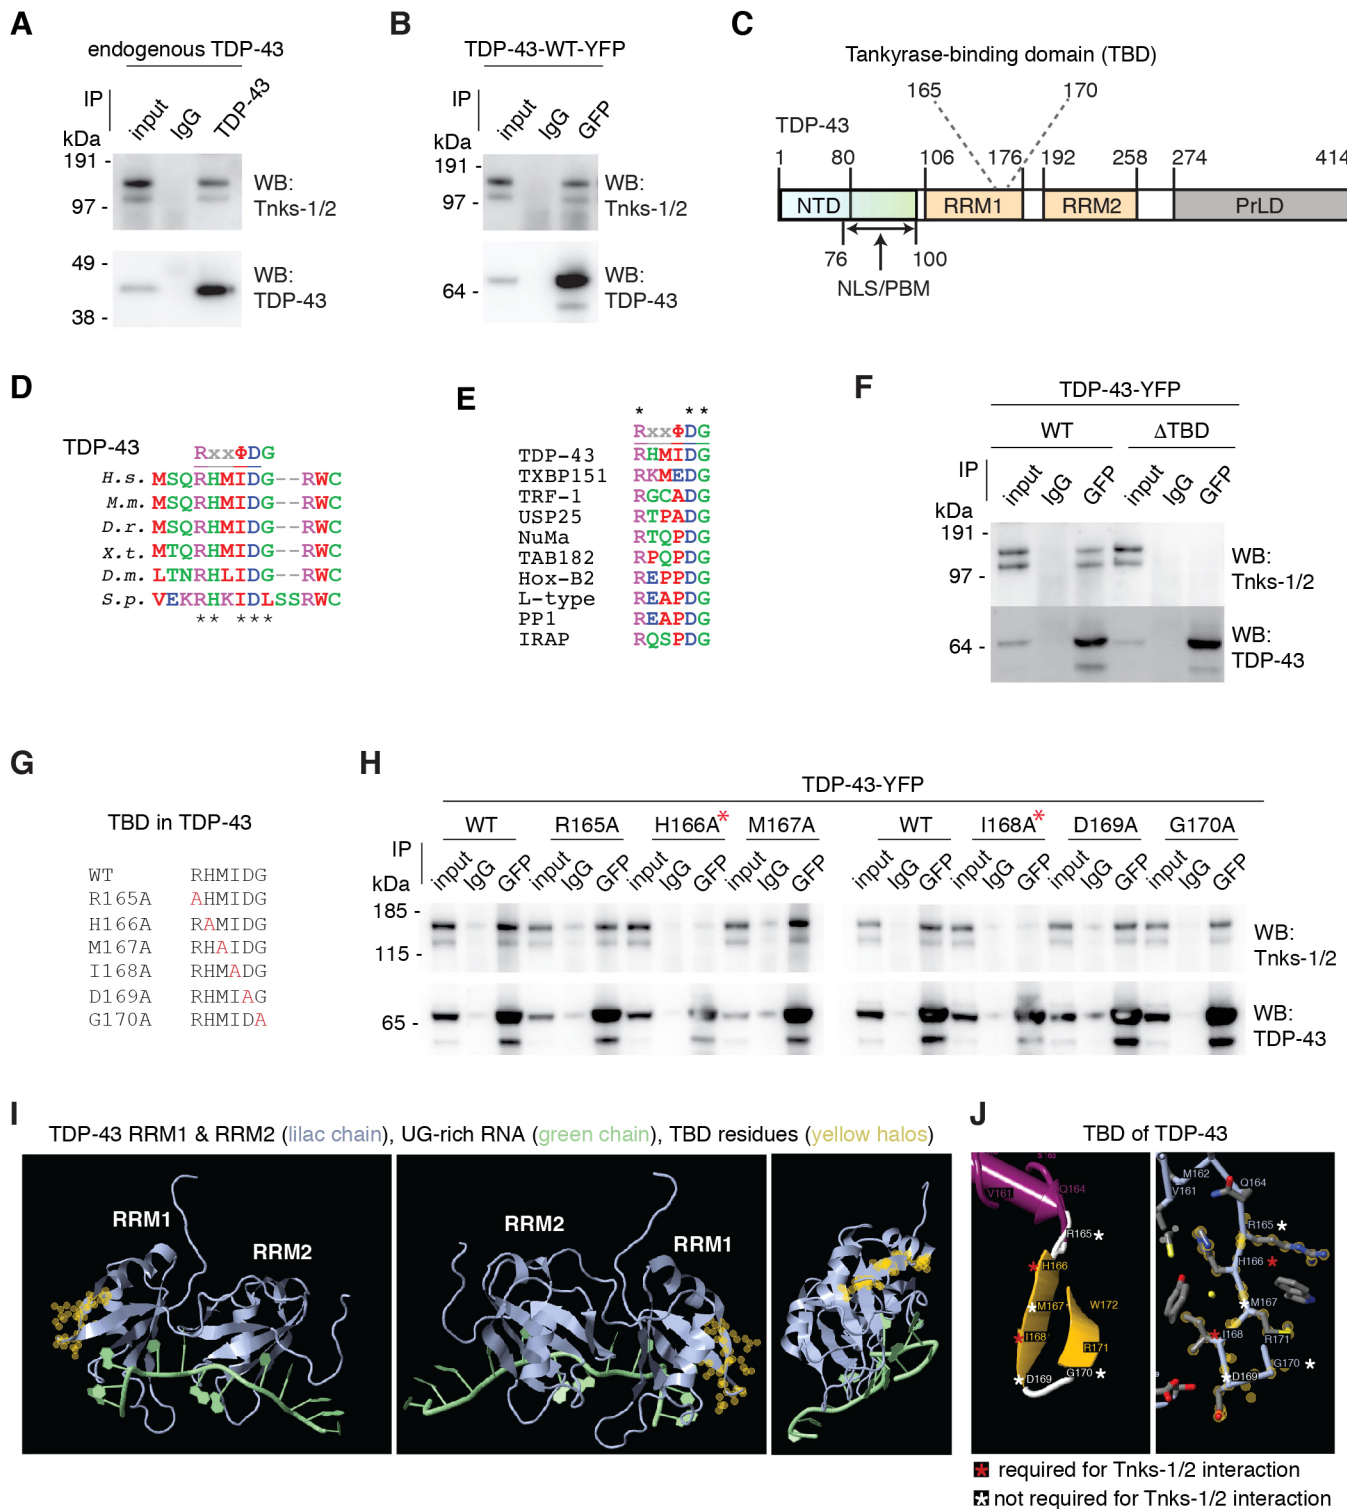 A
endogenous TDP-43
IP
input
IgG
TDP-43
kDa
191 -
97 -
WB:
Tnks-1/2
49 -
38 -
WB:
TDP-43
B
TDP-43-WT-YFP
IP
input
IgG
GFP
kDa
191 -
97 -
WB:
Tnks-1/2
64 -
WB:
TDP-43
C
Tankyrase-binding domain (TBD)
165 170
TDP-43
1 80 106 176 192 258 274 414
NTD RRM1 RRM2 PrLD
76 100
NLS/PBM
D
TDP-43 RxxΦDG
H.s. MSQRHMIDG--RWC
M.m. MSQRHMIDG--RWC
D.r. MSQRHMIDG--RWC
X.t. MTQRHMIDG--RWC
D.m. LTNRHLIDG--RWC
S.p. VEKRHKIDLSSRWC
** ***
E
* **
RxxΦDG
TDP-43 RHMIDG
TXBP151 RKMEDG
TRF-1 RGCADG
USP25 RTPADG
NuMa RTQPDG
TAB182 RPQPDG
Hox-B2 REPPDG
L-type REAPDG
PP1 REAPDG
IRAP RQSPDG
F
TDP-43-YFP
WT ΔTBD
IP
input IgG GFP input IgG GFP
kDa
191 -
97 -
WB:
Tnks-1/2
64 -
WB:
TDP-43
G
TBD in TDP-43
WT RHMIDG
R165A AHMIDG
H166A RAMIDG
M167A RHAIDG
I168A RHMADG
D169A RHMIAG
G170A RHMIDA
H
TDP-43-YFP
WT R165A H166A* M167A WT I168A* D169A G170A
IP
input IgG GFP input IgG GFP input IgG GFP input IgG GFP input IgG GFP input IgG GFP input IgG GFP input IgG GFP
kDa
185 -
115 -
WB:
Tnks-1/2
65 -
WB:
TDP-43
I
TDP-43 RRM1 & RRM2 (lilac chain), UG-rich RNA (green chain), TBD residues (yellow halos)
RRM1
RRM2
RRM2
RRM1
J
TBD of TDP-43
S163
V161
Q164
R165*
*H166
*M167
W172
*I168
R171
*D169
G170*
M162
V161
Q164
R165*
H166*
*M167
*I168
R171
G170*
*D169
* required for Tnks-1/2 interaction
* not required for Tnks-1/2 interaction